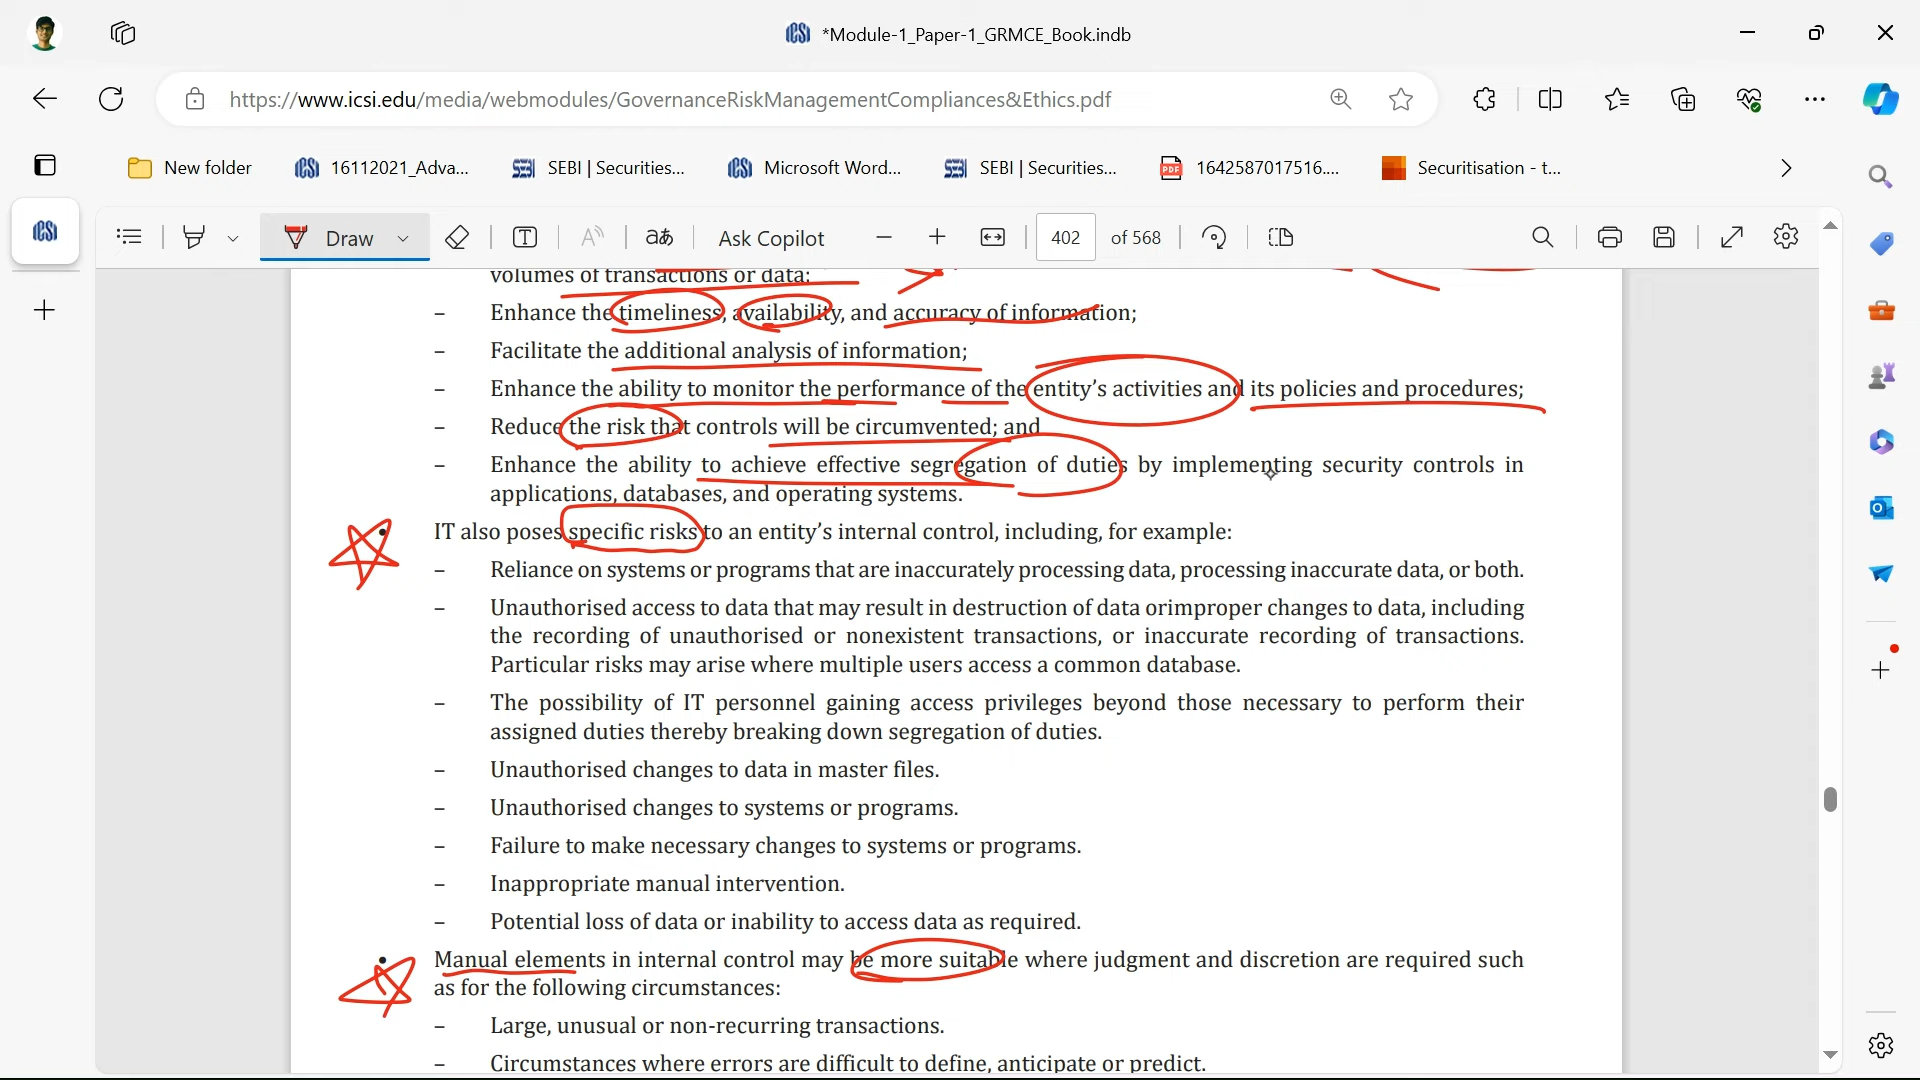 *Module-1_Paper-1_GRMCE_Book.indb
https://www.icsi.edu/media/webmodules/GovernanceRiskManagementCompliances&Ethics.pdf
New folder
16112021_Adva...
SEBI | Securities...
Microsoft Word...
SEBI | Securities...
1642587017516....
Securitisation - t...
Draw
Ask Copilot
402 of 568
volumes of transactions or data;
– Enhance the timeliness, availability, and accuracy of information;
– Facilitate the additional analysis of information;
– Enhance the ability to monitor the performance of the entity’s activities and its policies and procedures;
– Reduce the risk that controls will be circumvented; and
– Enhance the ability to achieve effective segregation of duties by implementing security controls in
applications, databases, and operating systems.
• IT also poses specific risks to an entity’s internal control, including, for example:
– Reliance on systems or programs that are inaccurately processing data, processing inaccurate data, or both.
– Unauthorised access to data that may result in destruction of data orimproper changes to data, including
the recording of unauthorised or nonexistent transactions, or inaccurate recording of transactions.
Particular risks may arise where multiple users access a common database.
– The possibility of IT personnel gaining access privileges beyond those necessary to perform their
assigned duties thereby breaking down segregation of duties.
– Unauthorised changes to data in master files.
– Unauthorised changes to systems or programs.
– Failure to make necessary changes to systems or programs.
– Inappropriate manual intervention.
– Potential loss of data or inability to access data as required.
• Manual elements in internal control may be more suitable where judgment and discretion are required such
as for the following circumstances:
– Large, unusual or non-recurring transactions.
– Circumstances where errors are difficult to define, anticipate or predict.